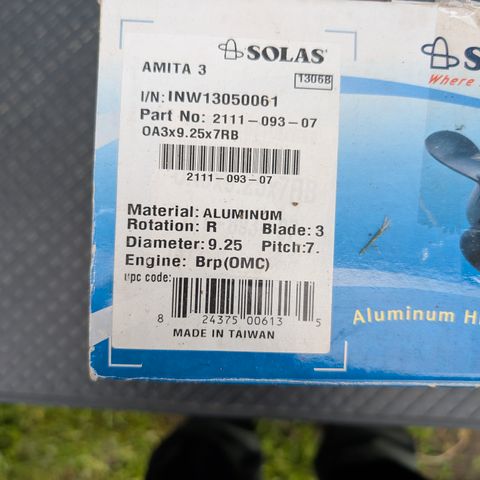 SOLAS
AMITA 3
1306B
I/N: INW13050061
Part No: 2111-093-07
OA3x9.25x7RB
2111-093-07
Material: ALUMINUM
Rotation: R Blade: 3
Diameter: 9.25 Pitch: 7.
Engine: Brp(OMC)
upc code:
8 24375 00613 5
MADE IN TAIWAN
S
Where
Aluminum H